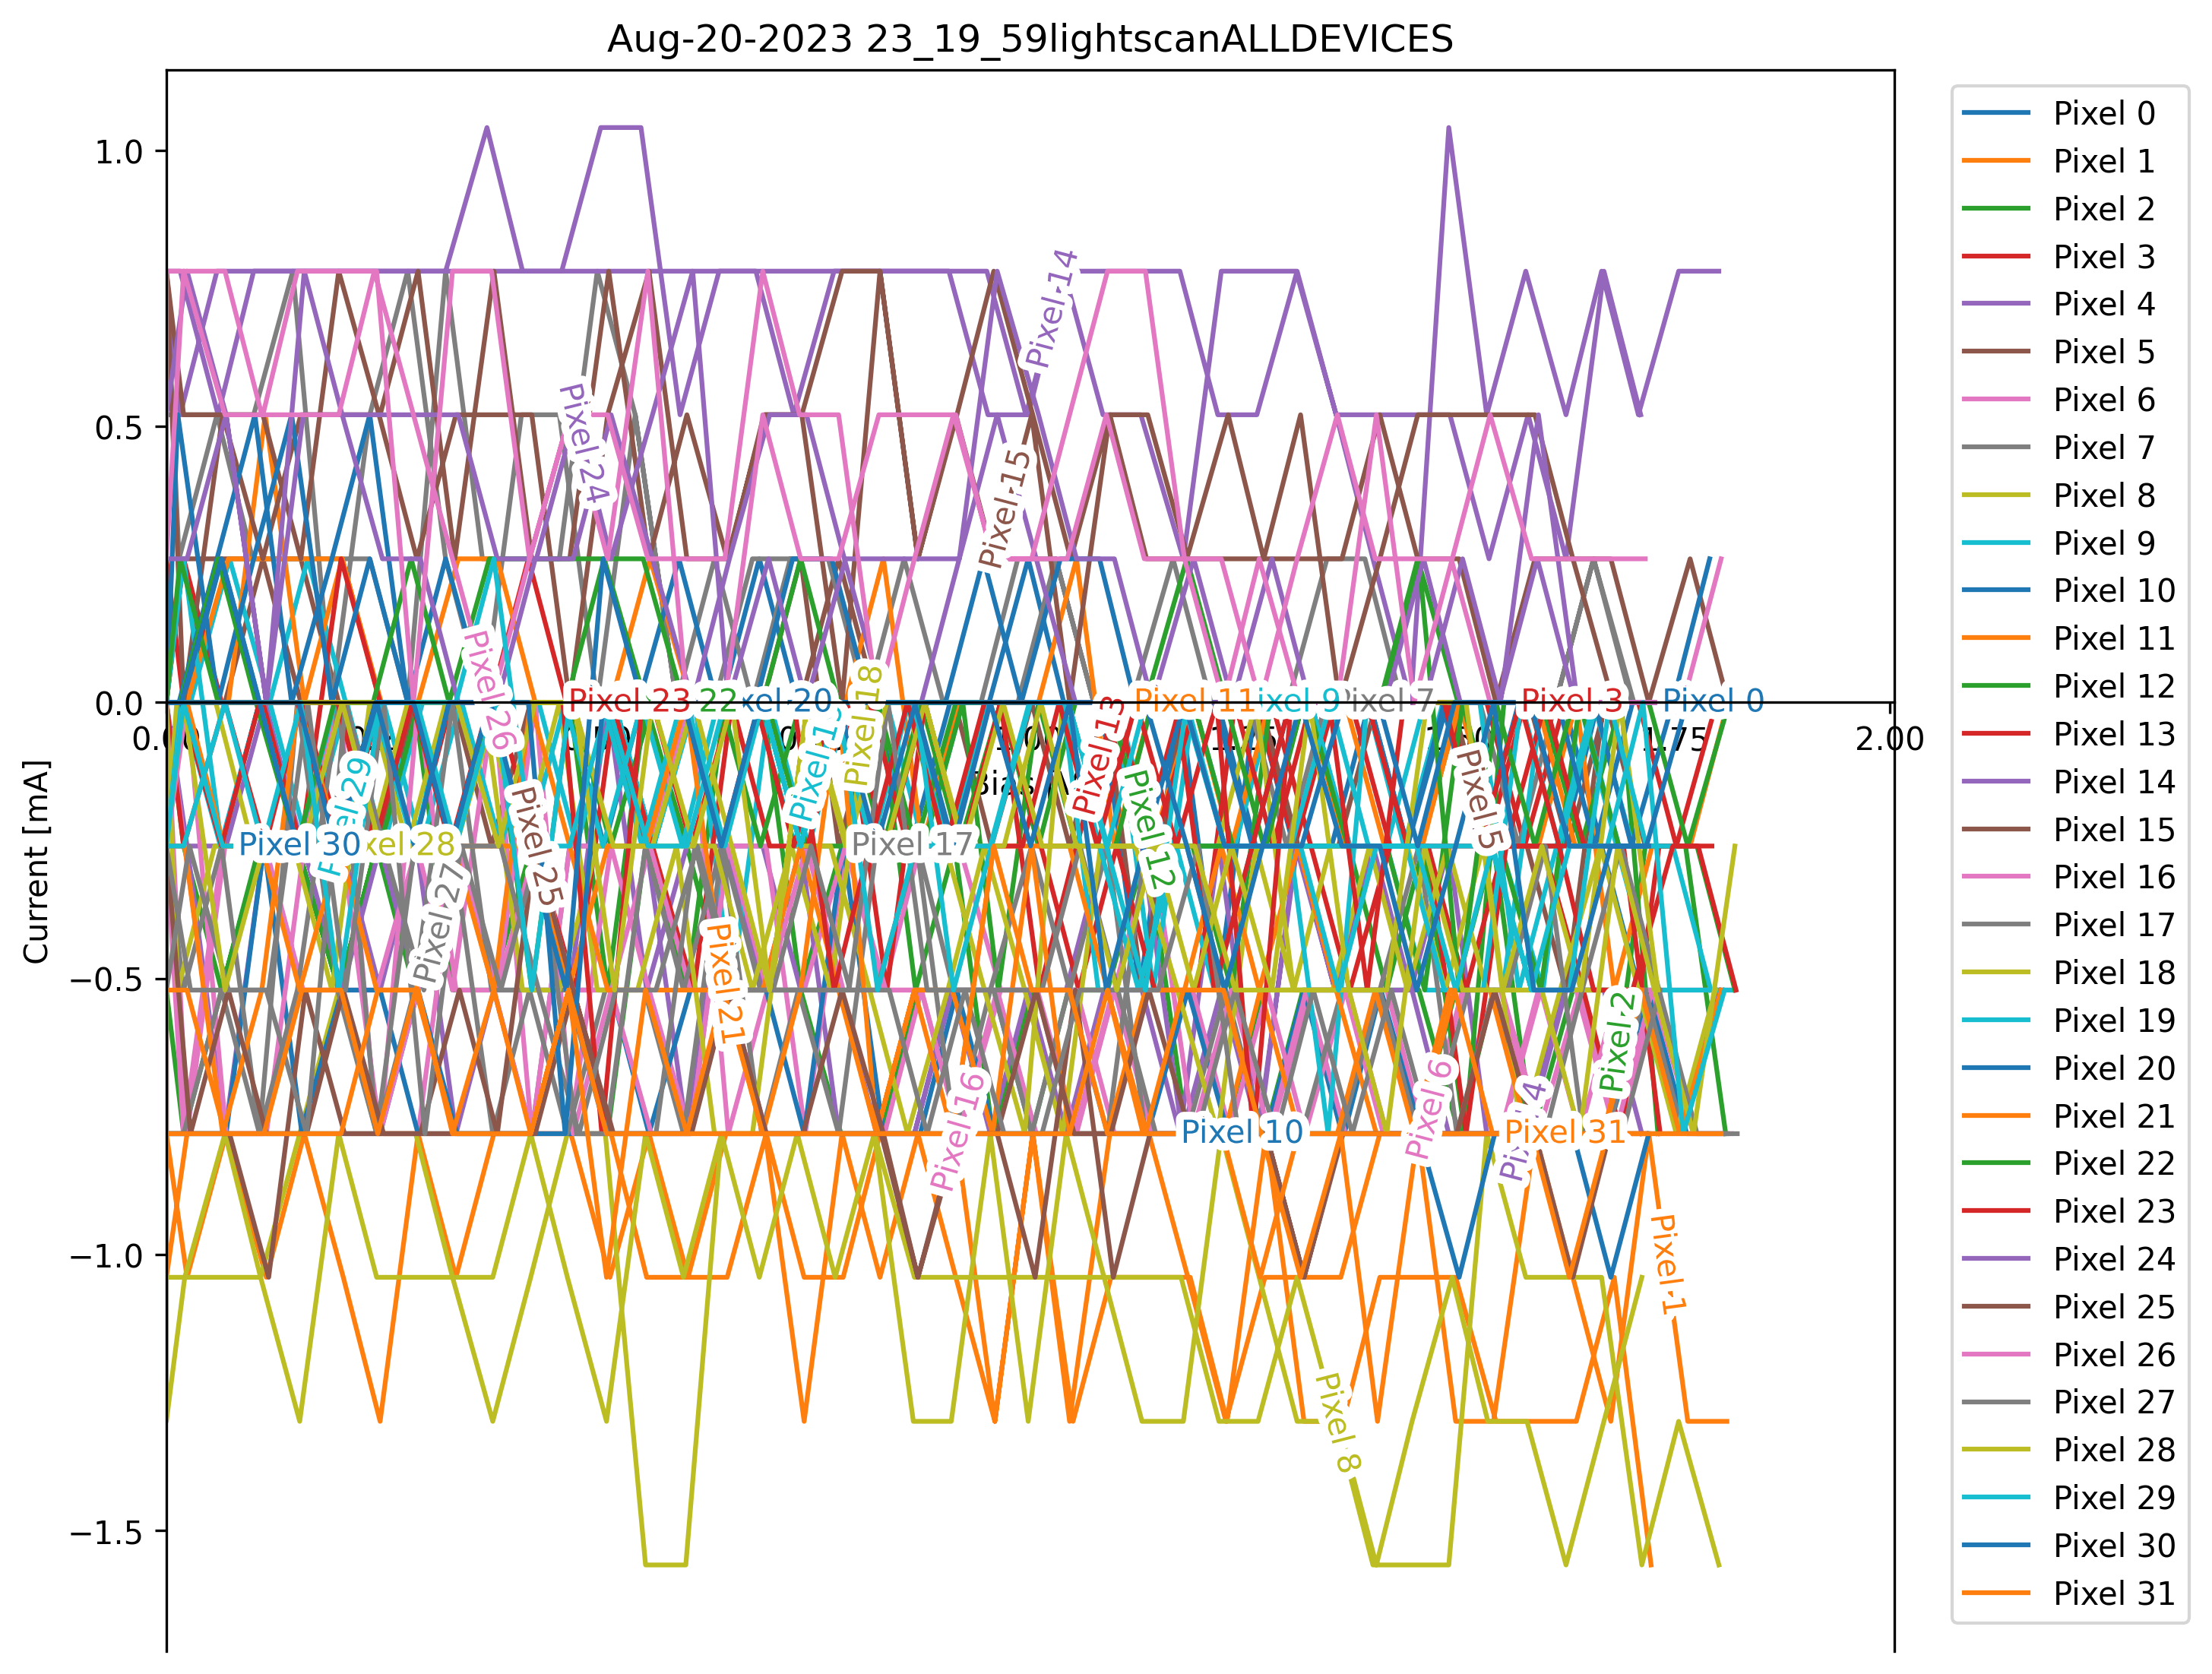 Aug-20-2023 23_19_59lightscanALLDEVICES
1.0
0.5
0.0
−0.5
−1.0
−1.5
Current [mA]
2.00
Pixel 14
Pixel 24
Pixel 15
Pixel 26
Pixel 23
22
Pixel 18
Pixel 11
Pixel 3
Pixel 0
Pixel 13
Pixel 5
Pixel 12
Pixel 30
Pixel 17
Pixel 25
Pixel 27
Pixel 21
Pixel 2
Pixel 16
Pixel 10
Pixel 6
Pixel 31
Pixel 1
Pixel 8
Pixel 0
Pixel 1
Pixel 2
Pixel 3
Pixel 4
Pixel 5
Pixel 6
Pixel 7
Pixel 8
Pixel 9
Pixel 10
Pixel 11
Pixel 12
Pixel 13
Pixel 14
Pixel 15
Pixel 16
Pixel 17
Pixel 18
Pixel 19
Pixel 20
Pixel 21
Pixel 22
Pixel 23
Pixel 24
Pixel 25
Pixel 26
Pixel 27
Pixel 28
Pixel 29
Pixel 30
Pixel 31